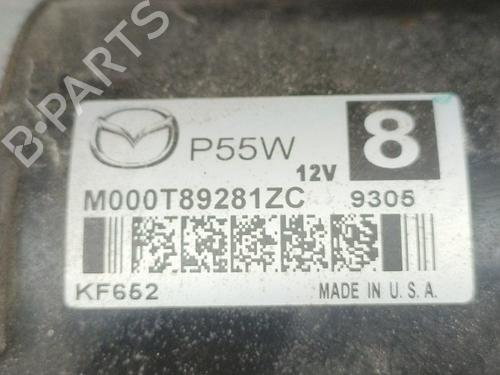 B-PARTS
P55W
12V
8
M000T89281ZC 9305
KF652 MADE IN U.S.A.